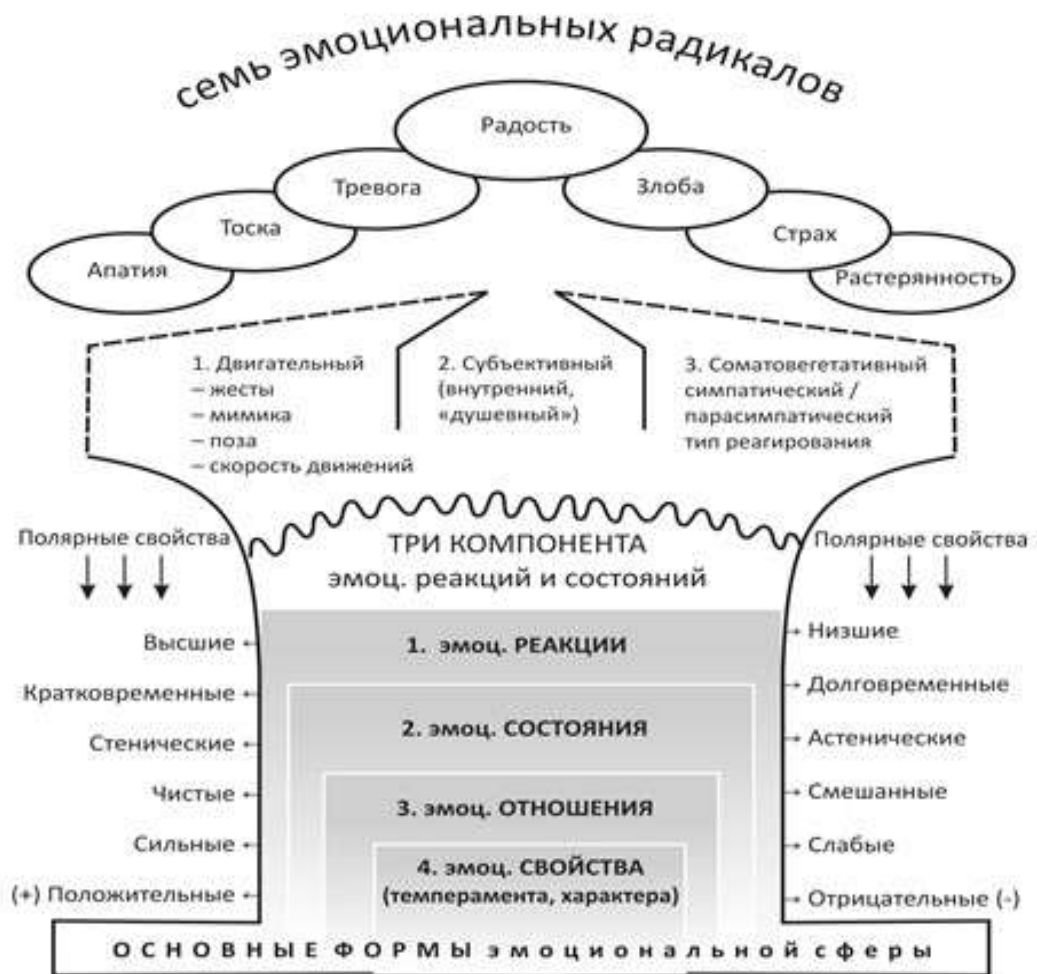 семь эмоциональных радикалов
Радость
Тревога
Злоба
Тоска
Страх
Апатия
Растерянность
1. Двигательный
– жесты
– мимика
– поза
– скорость движений
2. Субъективный
(внутренний,
«душевный»)
3. Соматовегетативный
симпатический /
парасимпатический
тип реагирования
Полярные свойства
ТРИ КОМПОНЕНТА
эмоц. реакций и состояний
Полярные свойства
Высшие
1. эмоц. РЕАКЦИИ
Низшие
Кратковременные
Долговременные
Стенические
2. эмоц. СОСТОЯНИЯ
Астенические
Чистые
3. эмоц. ОТНОШЕНИЯ
Смешанные
Сильные
Слабые
4. эмоц. СВОЙСТВА
(темперамента, характера)
(+) Положительные
Отрицательные (-)
ОСНОВНЫЕ ФОРМЫ эмоциональной сферы